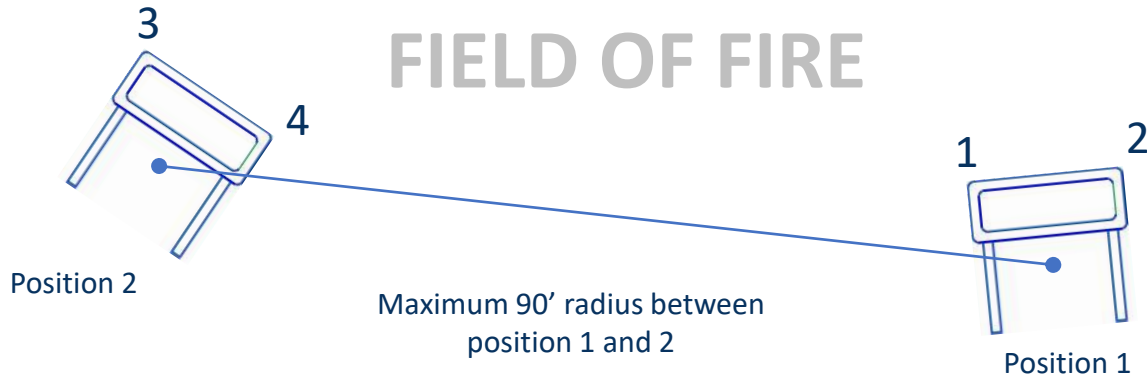 3
FIELD OF FIRE
4
1
2
Position 2
Maximum 90’ radius between
position 1 and 2
Position 1